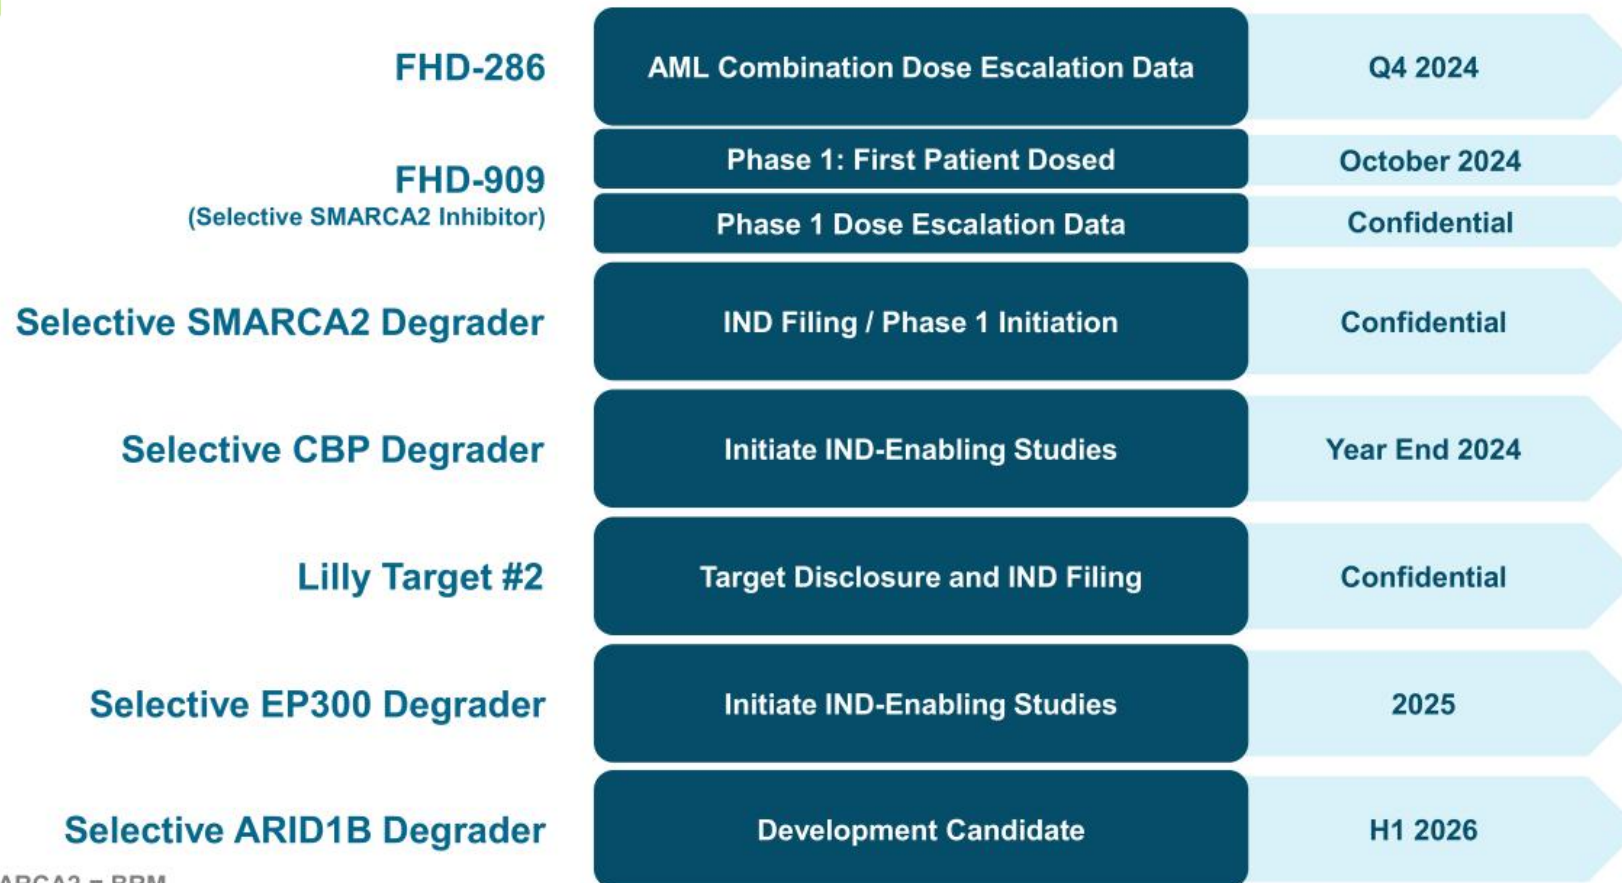 FHD-286
AML Combination Dose Escalation Data
Q4 2024
FHD-909
(Selective SMARCA2 Inhibitor)
Phase 1: First Patient Dosed
October 2024
Phase 1 Dose Escalation Data
Confidential
Selective SMARCA2 Degrader
IND Filing / Phase 1 Initiation
Confidential
Selective CBP Degrader
Initiate IND-Enabling Studies
Year End 2024
Lilly Target #2
Target Disclosure and IND Filing
Confidential
Selective EP300 Degrader
Initiate IND-Enabling Studies
2025
Selective ARID1B Degrader
Development Candidate
H1 2026